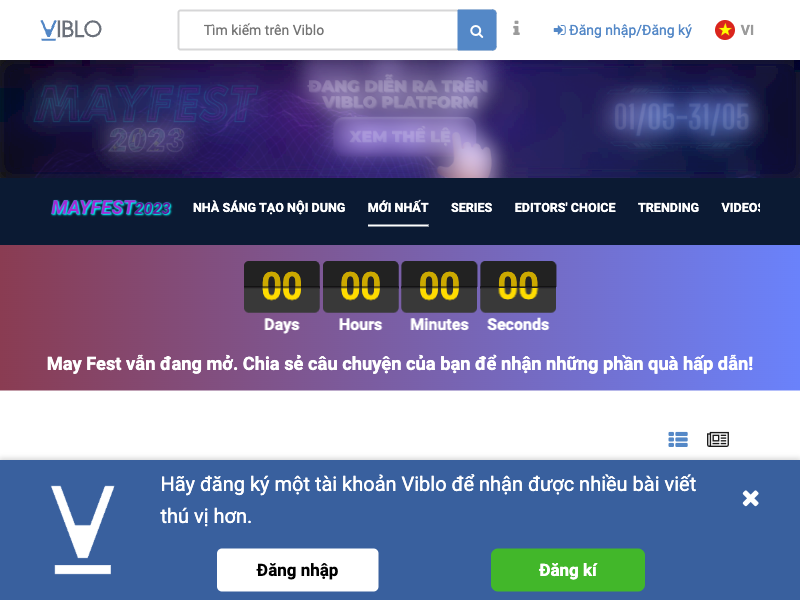 VIBLO
Tìm kiếm trên Viblo
Đăng nhập/Đăng ký
VI
MAYFEST
2023
ĐANG DIỄN RA TRÊN
VIBLO PLATFORM
XEM THỂ LỆ
01/05-31/05
MAYFEST2023
NHÀ SÁNG TẠO NỘI DUNG
MỚI NHẤT
SERIES
EDITORS' CHOICE
TRENDING
VIDEOS
00 00 00 00
Days Hours Minutes Seconds
May Fest vẫn đang mở. Chia sẻ câu chuyện của bạn để nhận những phần quà hấp dẫn!
Hãy đăng ký một tài khoản Viblo để nhận được nhiều bài viết
thú vị hơn.
Đăng nhập
Đăng kí